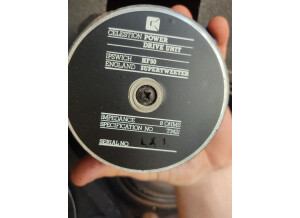 CELESTION POWER
DRIVE UNIT
IPSWICH HF50
ENGLAND SUPERTWEETER
IMPEDANCE 8 OHMS
SPECIFICATION NO
SERIAL NO.